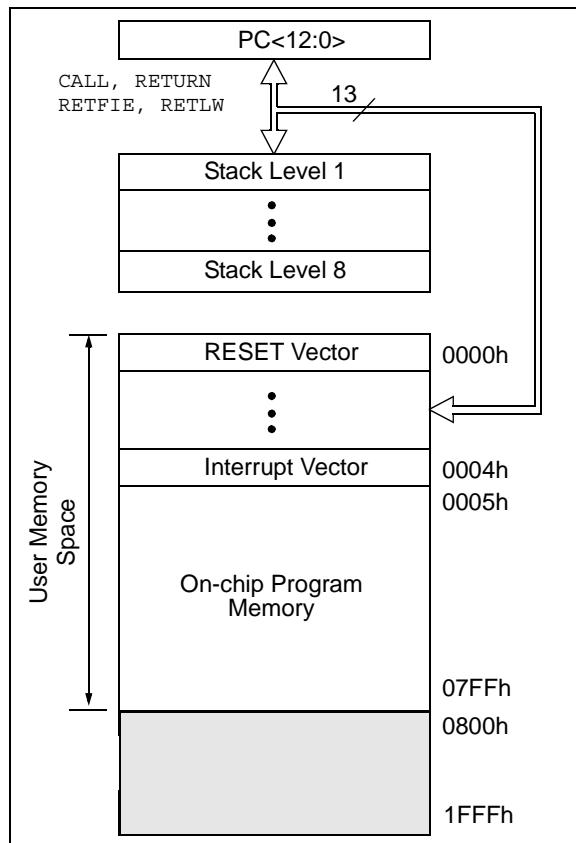 PC<12:0>
CALL, RETURN
RETFIE, RETLW
13
Stack Level 1
Stack Level 8
RESET Vector
0000h
Interrupt Vector
0004h
0005h
User Memory
Space
On-chip Program
Memory
07FFh
0800h
1FFFh